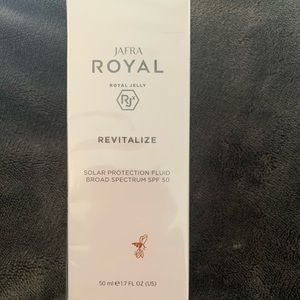 JAFRA
ROYAL
ROYAL JELLY
RJx
REVITALIZE
SOLAR PROTECTION FLUID
BROAD SPECTRUM SPF 50
50 ml ℮ 1.7 FL OZ (US)